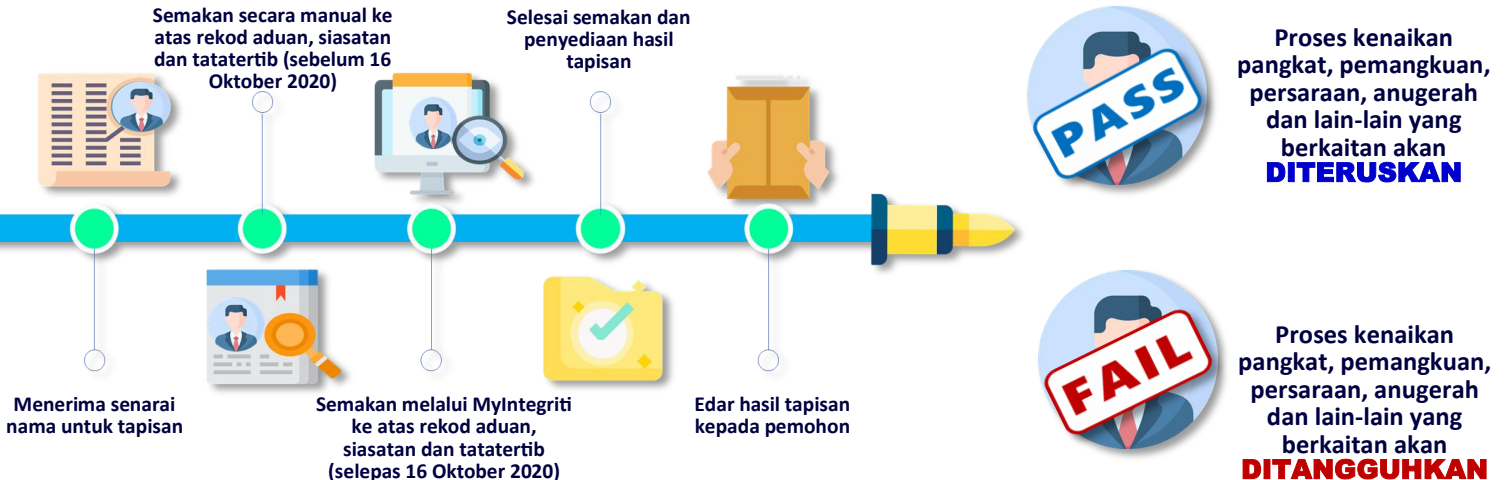 Menerima senarai
nama untuk tapisan
Semakan secara manual ke
atas rekod aduan, siasatan
dan tatatertib (sebelum 16
Oktober 2020)
Semakan melalui MyIntegriti
ke atas rekod aduan,
siasatan dan tatatertib
(selepas 16 Oktober 2020)
Selesai semakan dan
penyediaan hasil
tapisan
Edar hasil tapisan
kepada pemohon
PASS
Proses kenaikan
pangkat, pemangkuan,
persaraan, anugerah
dan lain-lain yang
berkaitan akan
DITERUSKAN
FAIL
Proses kenaikan
pangkat, pemangkuan,
persaraan, anugerah
dan lain-lain yang
berkaitan akan
DITANGGUHKAN